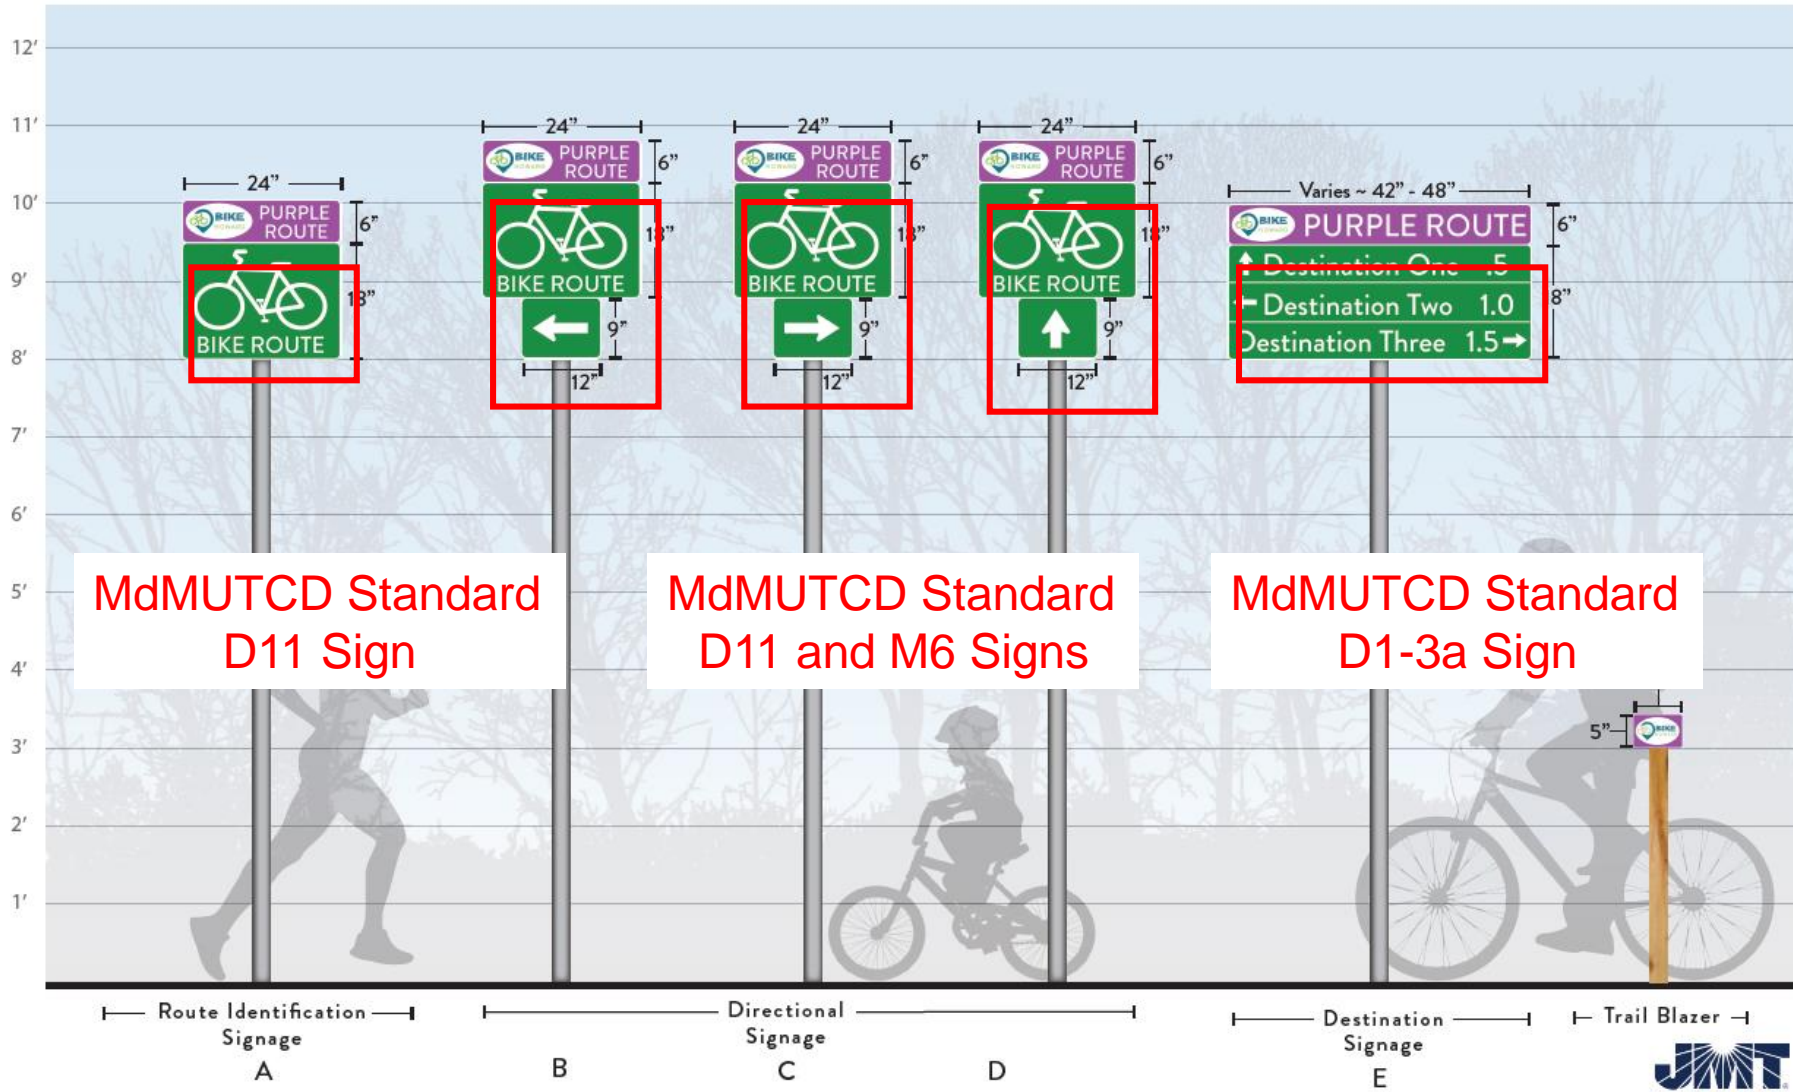 12'
11'
10'
9'
8'
7'
6'
5'
4'
3'
2'
1'
24"
BIKE
PURPLE
ROUTE
6"
BIKE ROUTE
24"
BIKE
PURPLE
ROUTE
6"
18"
BIKE ROUTE
9"
12"
24"
BIKE
PURPLE
ROUTE
6"
18"
BIKE ROUTE
9"
12"
24"
BIKE
PURPLE
ROUTE
6"
18"
BIKE ROUTE
9"
12"
Varies ~ 42" - 48"
BIKE
PURPLE ROUTE
6"
Destination One .5
Destination Two 1.0
8"
Destination Three 1.5
MdMUTCD Standard
D11 Sign
MdMUTCD Standard
D11 and M6 Signs
MdMUTCD Standard
D1-3a Sign
5"
BIKE
Route Identification
Signage
A
Directional
Signage
B
C
D
Destination
Signage
E
Trail Blazer
JMT